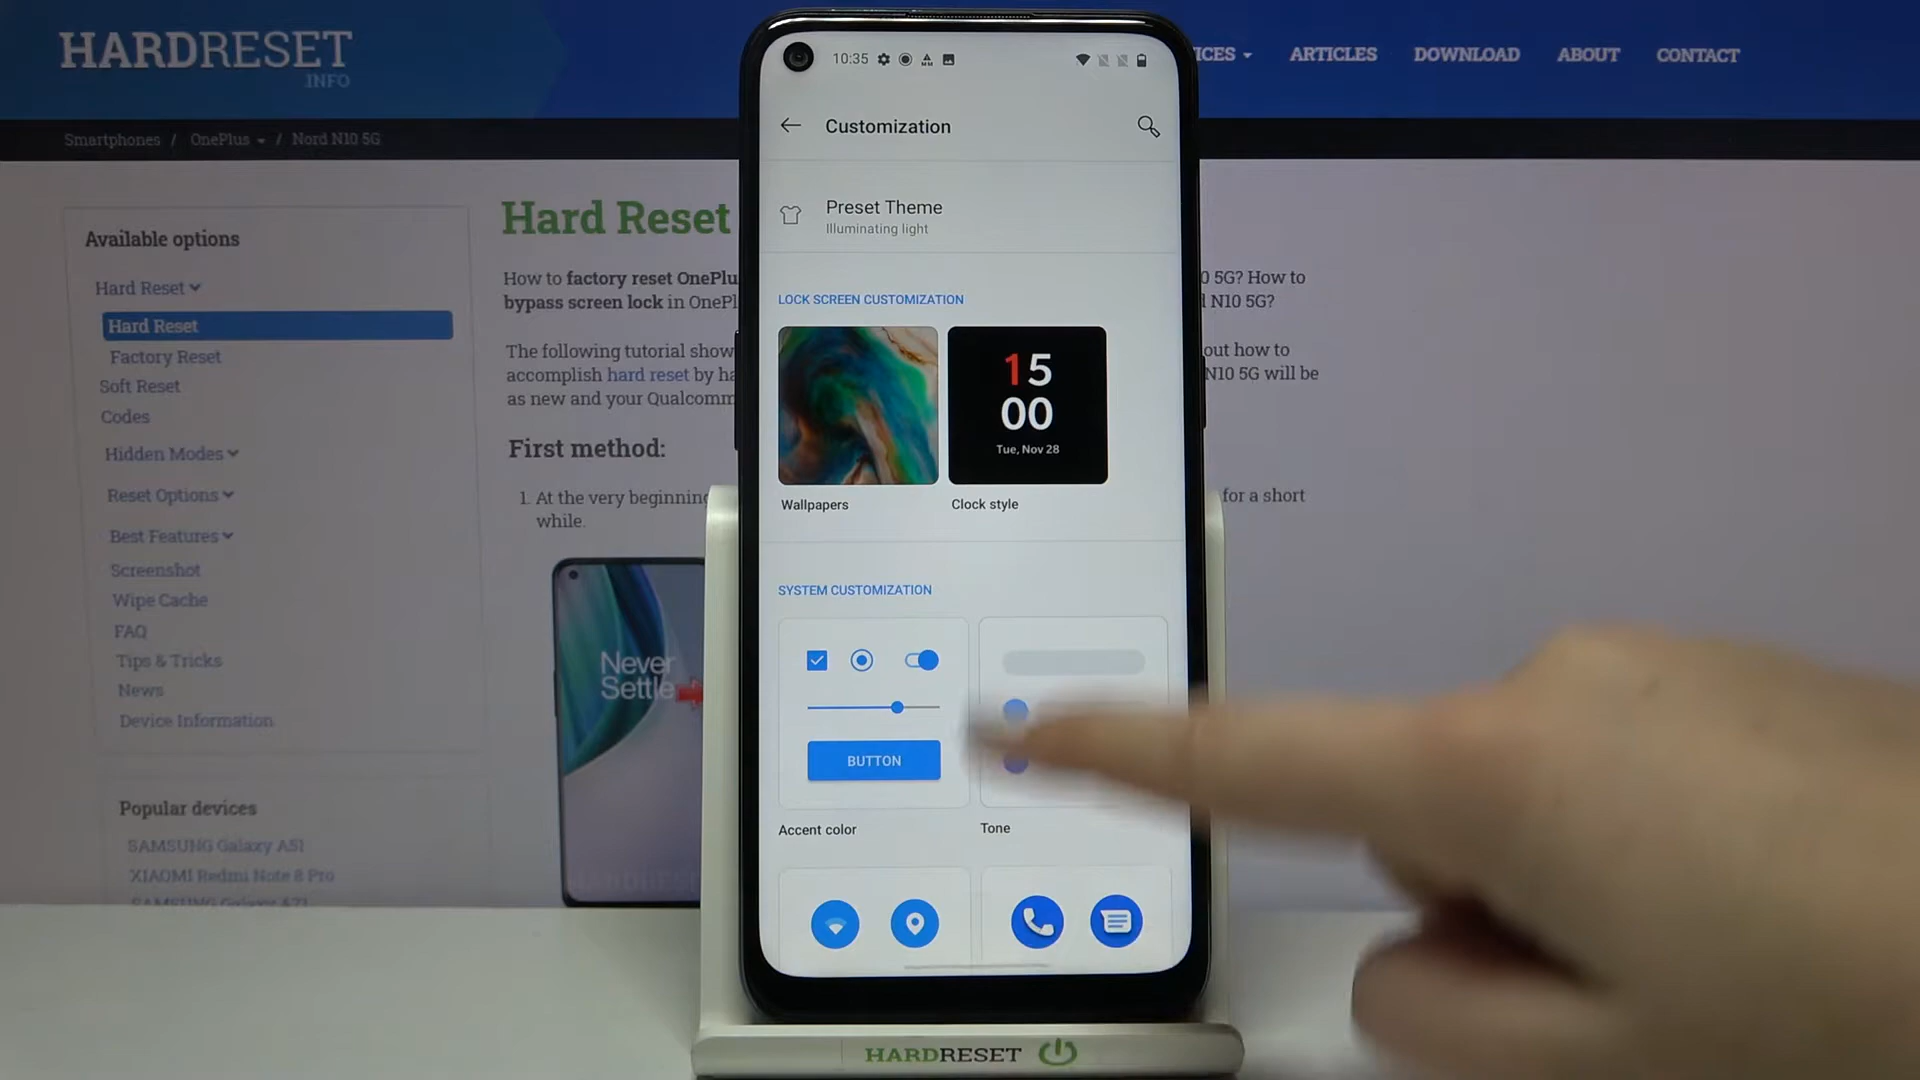 HARDRESET
.INFO
ICES
ARTICLES
DOWNLOAD
ABOUT
CONTACT
Smartphones / OnePlus / Nord N10 5G
Available options
Hard Reset
Hard Reset
Factory Reset
Soft Reset
Codes
Hidden Modes
Reset Options
Best Features
Screenshot
Wipe Cache
FAQ
Tips & Tricks
News
Device Information
Popular devices
SAMSUNG Galaxy A51
XIAOMI Redmi Note 8 Pro
SAMSUNG Galaxy A71
Hard Reset
How to factory reset OnePlu
bypass screen lock in OnePl
The following tutorial show
accomplish hard reset by ha
as new and your Qualcomm
First method:
1. At the very beginning
while.
Never
Settle
5G? How to
N10 5G?
out how to
N10 5G will be
for a short
10:35
Customization
Preset Theme
Illuminating light
LOCK SCREEN CUSTOMIZATION
15
00
Tue, Nov 28
Wallpapers
Clock style
SYSTEM CUSTOMIZATION
BUTTON
Accent color
Tone
HARDRESET